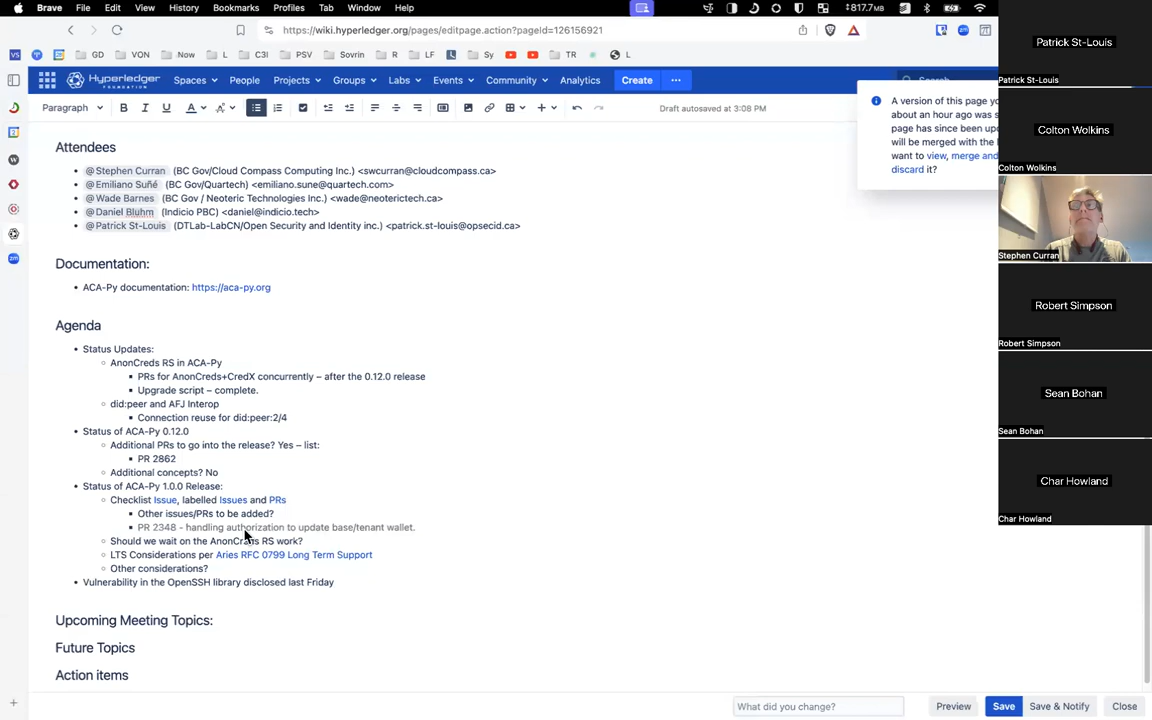 Brave File Edit View History Bookmarks Profiles Tab Window Help
817.7M
https://wiki.hyperledger.org/pages/editpage.action?pageId=126156921
GD VON Now L C3I PSV Sovrin R LF Sy TR L
HYPERLEDGER FOUNDATION Spaces People Projects Groups Labs Events Community Analytics Create ... Search
Paragraph B I U A Draft autosaved at 3:08 PM
A version of this page yo
about an hour ago was s
page has since been upd
will be merged with the l
want to view, merge and
discard it?
Attendees
@Stephen Curran (BC Gov/Cloud Compass Computing Inc.) <swcurran@cloudcompass.ca>
@Emiliano Suñé (BC Gov/Quartech) <emiliano.sune@quartech.com>
@Wade Barnes (BC Gov / Neoteric Technologies Inc.) <wade@neoterictech.ca>
@Daniel Bluhm (Indicio PBC) <daniel@indicio.tech>
@Patrick St-Louis (DTLab-LabCN/Open Security and Identity inc.) <patrick.st-louis@opsecid.ca>
Documentation:
ACA-Py documentation: https://aca-py.org
Agenda
Status Updates:
AnonCreds RS in ACA-Py
PRs for AnonCreds+CredX concurrently – after the 0.12.0 release
Upgrade script – complete.
did:peer and AFJ Interop
Connection reuse for did:peer:2/4
Status of ACA-Py 0.12.0
Additional PRs to go into the release? Yes – list:
PR 2862
Additional concepts? No
Status of ACA-Py 1.0.0 Release:
Checklist Issue, labelled Issues and PRs
Other issues/PRs to be added?
PR 2348 - handling authorization to update base/tenant wallet.
Should we wait on the AnonCreds RS work?
LTS Considerations per Aries RFC 0799 Long Term Support
Other considerations?
Vulnerability in the OpenSSH library disclosed last Friday
Upcoming Meeting Topics:
Future Topics
Action items
What did you change? Preview Save Save & Notify Close
Patrick St-Louis
Patrick St-Louis
Colton Wolkins
Colton Wolkins
Stephen Curran
Robert Simpson
Robert Simpson
Sean Bohan
Sean Bohan
Char Howland
Char Howland